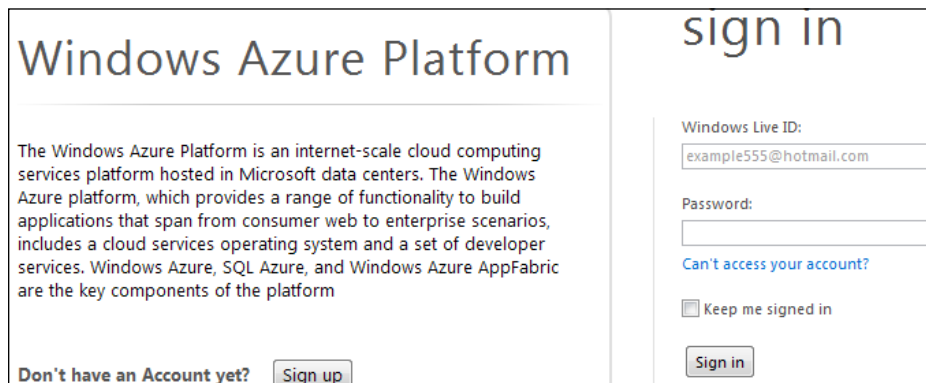 Windows Azure Platform
The Windows Azure Platform is an internet-scale cloud computing
services platform hosted in Microsoft data centers. The Windows
Azure platform, which provides a range of functionality to build
applications that span from consumer web to enterprise scenarios,
includes a cloud services operating system and a set of developer
services. Windows Azure, SQL Azure, and Windows Azure AppFabric
are the key components of the platform
Don't have an Account yet? Sign up
sign in
Windows Live ID:
example555@hotmail.com
Password:
Can't access your account?
Keep me signed in
Sign in